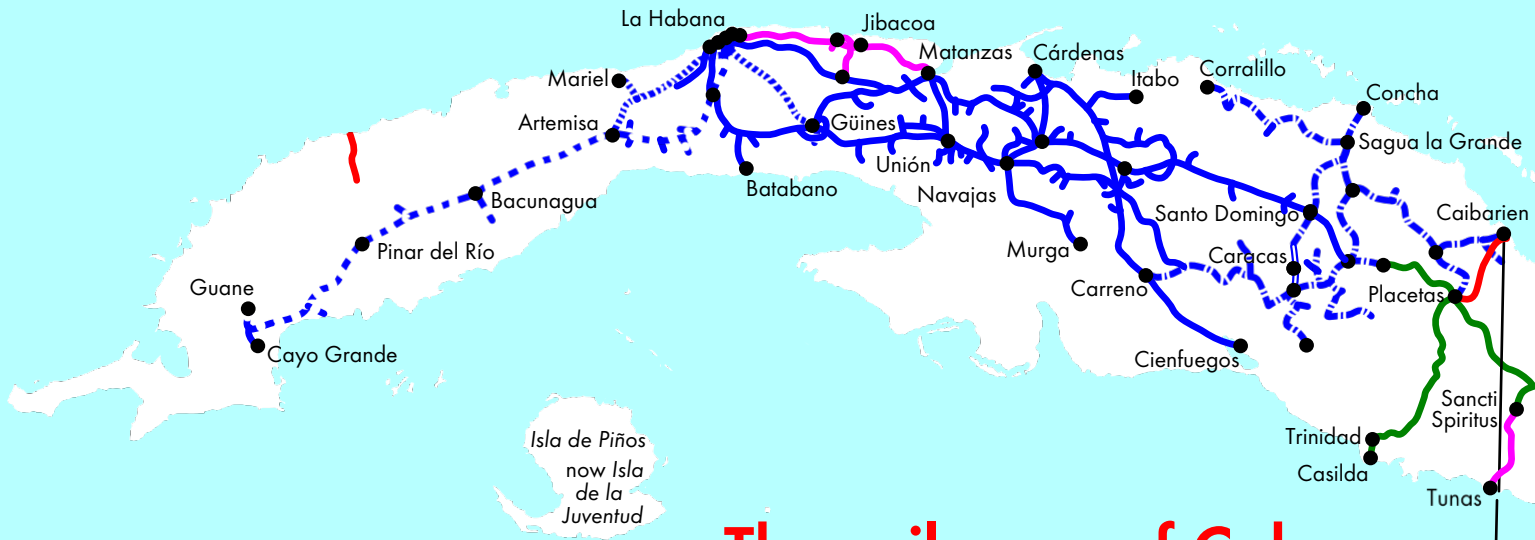 La Habana
Jibacoa
Matanzas
Cárdenas
Itabo
Corralillo
Concha
Mariel
Artemisa
Güines
Sagua la Grande
Unión
Batabano
Bacunagua
Navajas
Santo Domingo
Caibarien
Pinar del Río
Murga
Caracas
Guane
Carreno
Placetas
Cayo Grande
Cienfuegos
Sancti
Spiritus
Isla de Piños
now Isla
de la
Juventud
Trinidad
Casilda
Tunas